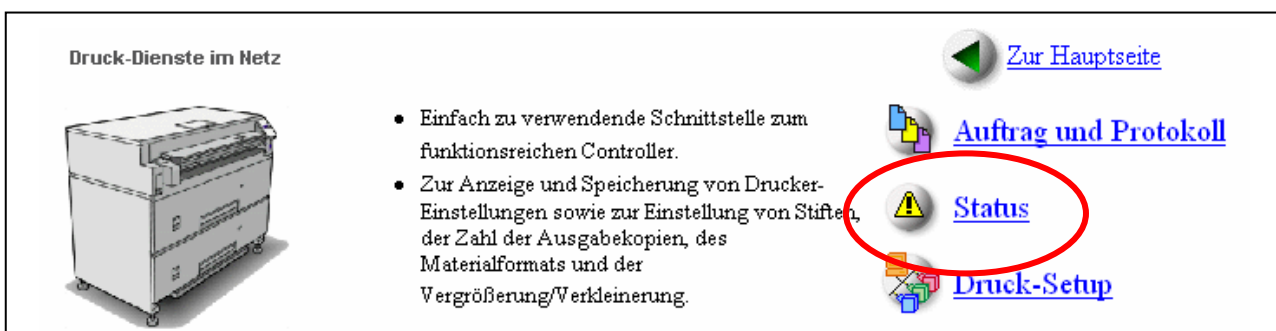 Druck-Dienste im Netz
Zur Hauptseite
• Einfach zu verwendende Schnittstelle zum
funktionsreichen Controller.
• Zur Anzeige und Speicherung von Drucker-
Einstellungen sowie zur Einstellung von Stiften,
der Zahl der Ausgabekopien, des
Materialformats und der
Vergrößerung/Verkleinerung.
Auftrag und Protokoll
Status
Druck-Setup